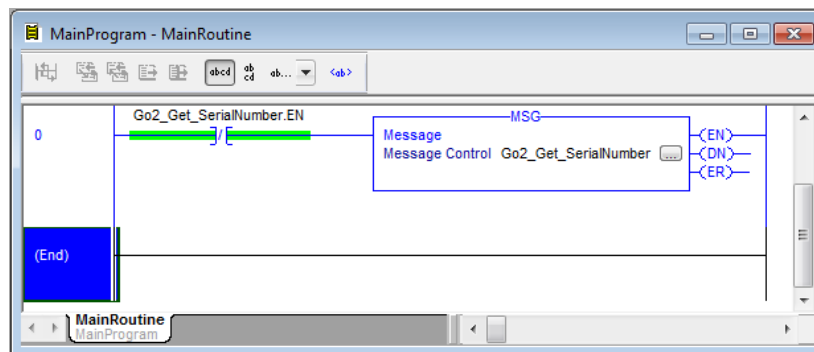 MainProgram - MainRoutine
abcd ab cd ab... <ab>
Go2_Get_SerialNumber.EN
MSG
0
Message
Message Control Go2_Get_SerialNumber ...
EN
DN
ER
(End)
MainRoutine
MainProgram